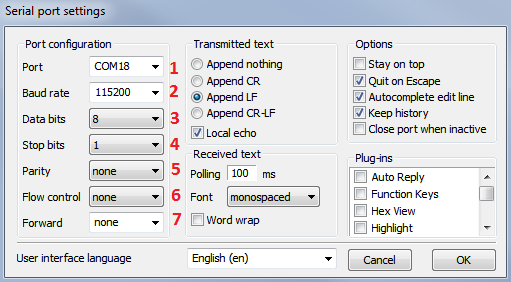 Serial port settings
Port configuration
Port COM18 1
Baud rate 115200 2
Data bits 8 3
Stop bits 1 4
Parity none 5
Flow control none 6
Forward none 7
Transmitted text
Append nothing
Append CR
Append LF
Append CR-LF
Local echo
Received text
Polling 100 ms
Font monospaced
Word wrap
Options
Stay on top
Quit on Escape
Autocomplete edit line
Keep history
Close port when inactive
Plug-ins
Auto Reply
Function Keys
Hex View
Highlight
User interface language English (en) Cancel OK